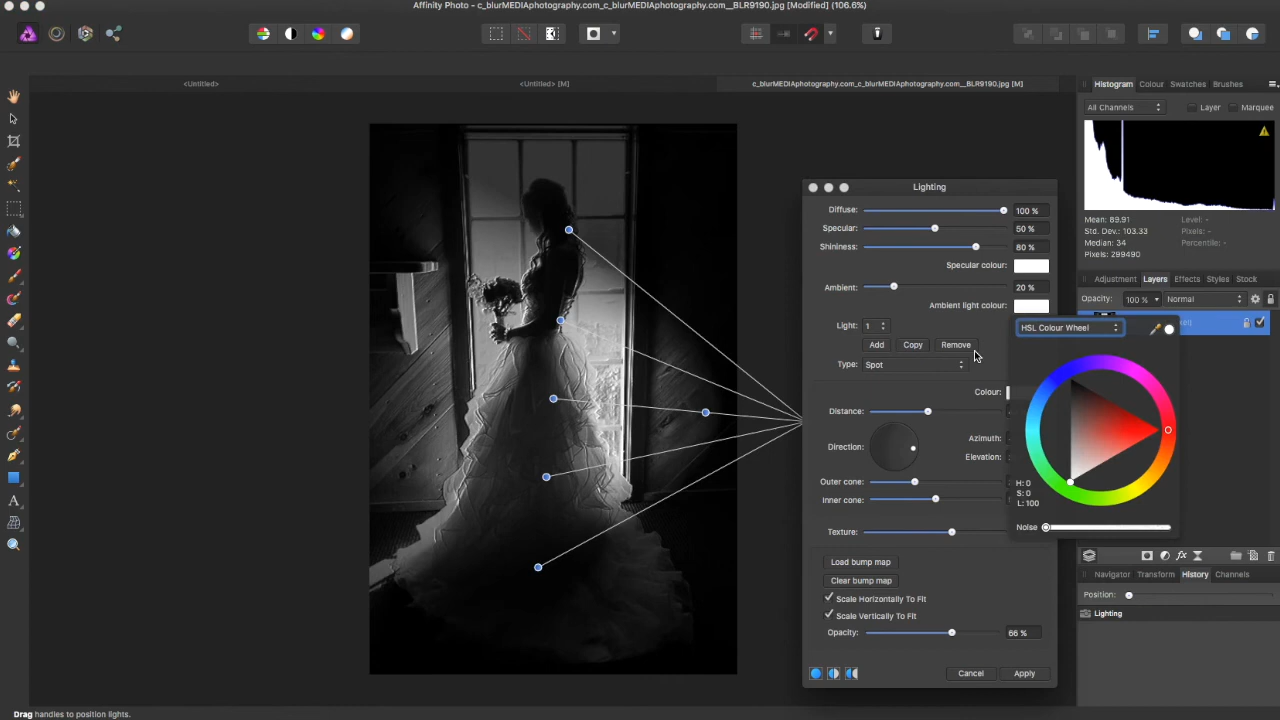 Affinity Photo - c_blurMEDIAphotography.com_c_blurMEDIAphotography.com__BLR9190.jpg [Modified] (106.6%)
<Untitled>
<Untitled> [M]
c_blurMEDIAphotography.com_c_blurMEDIAphotography.com__BLR9190.jpg [M]
Histogram Colour Swatches Brushes
All Channels Layer Marquee
Mean: 89.91 Level: -
Std. Dev.: 103.33 Pixels: -
Median: 34 Percentile: -
Pixels: 299490
Adjustment Layers Effects Styles Stock
Opacity: 100 % Normal
Lighting
Diffuse: 100 %
Specular: 50 %
Shininess: 80 %
Specular colour:
Ambient: 20 %
Ambient light colour:
Light: 1
Add Copy Remove
Type: Spot
Colour:
Distance:
Direction: Azimuth:
Elevation:
Outer cone:
Inner cone:
Texture:
Load bump map
Clear bump map
Scale Horizontally To Fit
Scale Vertically To Fit
Opacity: 66 %
Cancel Apply
HSL Colour Wheel
H: 0
S: 0
L: 100
Noise
Navigator Transform History Channels
Position:
Lighting
Drag handles to position lights.